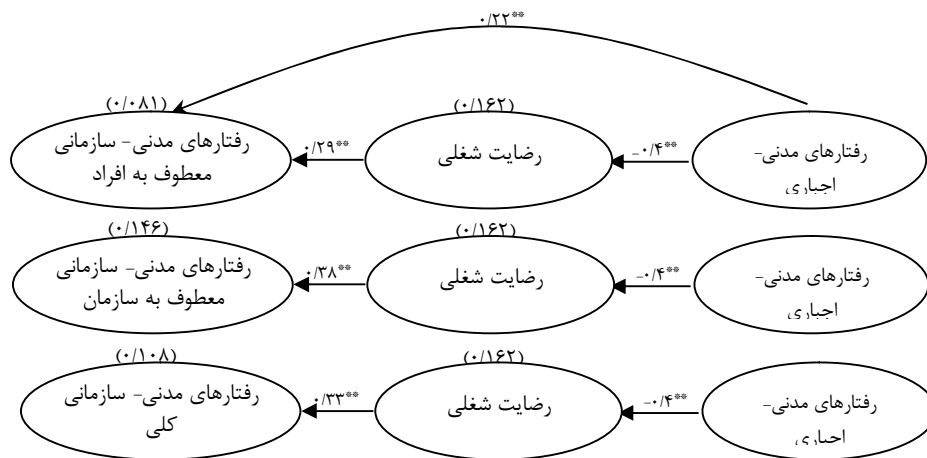 ۰/۲۲**
(۰/۰۸۱)
(۰/۱۶۲)
رفتارهای مدنی-
اجباری
-۰/۴**
رضایت شغلی
۰/۲۹**
رفتارهای مدنی- سازمانی
معطوف به افراد
(۰/۱۴۶)
(۰/۱۶۲)
رفتارهای مدنی-
اجباری
-۰/۴**
رضایت شغلی
۰/۳۸**
رفتارهای مدنی- سازمانی
معطوف به سازمان
(۰/۱۰۸)
(۰/۱۶۲)
رفتارهای مدنی-
اجباری
-۰/۴**
رضایت شغلی
۰/۳۳**
رفتارهای مدنی- سازمانی
کلی